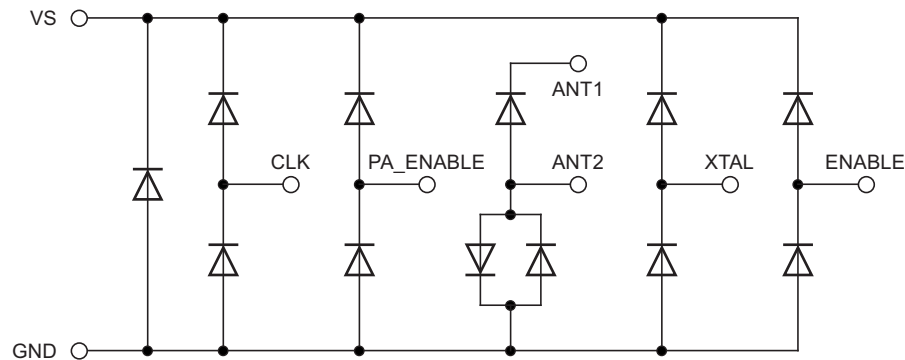 VS
ANT1
CLK
PA_ENABLE
ANT2
XTAL
ENABLE
GND